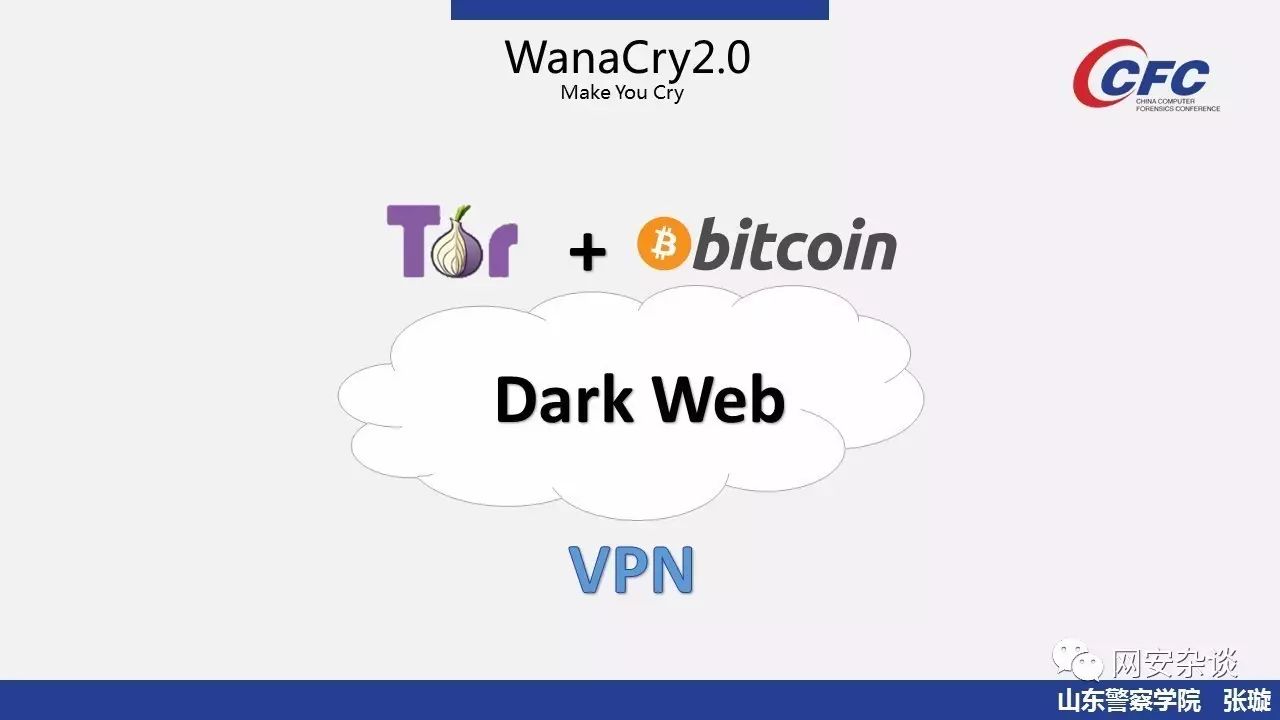 WanaCry2.0
Make You Cry
CFC
CHINA COMPUTER
FORENSICS CONFERENCE
Tor + bitcoin
Dark Web
VPN
网安杂谈
山东警察学院 张璇